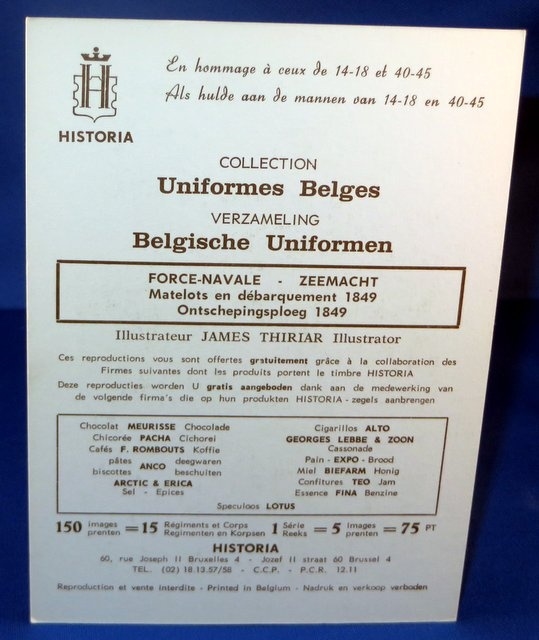 En hommage à ceux de 14-18 et 40-45
Als hulde aan de mannen van 14-18 en 40-45
H
HISTORIA
COLLECTION
Uniformes Belges
VERZAMELING
Belgische Uniformen
FORCE-NAVALE - ZEEMACHT
Matelots en débarquement 1849
Ontschepingsploeg 1849
Illustrateur JAMES THIRIAR Illustrator
Ces reproductions vous sont offertes gratuitement grâce à la collaboration des
Firmes suivantes dont les produits portent le timbre HISTORIA
Deze reproducties worden U gratis aangeboden dank aan de medewerking van
de volgende firma's die op hun produkten HISTORIA-zegels aanbrengen
Chocolat MEURISSE Chocolade
Chicorée PACHA Cichorei
Cafés F. ROMBOUTS Koffie
pâtes ANCO deegwaren
biscottes beschuiten
ARCTIC & ERICA
Sel - Epices
Cigarillos ALTO
GEORGES LEBBE & ZOON
Cassonade
Pain - EXPO - Brood
Miel BIEFARM Honig
Confitures TEO Jam
Essence FINA Benzine
Speculoos LOTUS
150 images prenten = 15 Régiments et Corps Regimenten en Korpsen 1 Série Reeks = 5 images prenten = 75 PT
HISTORIA
60, rue Joseph II Bruxelles 4 - Jozef II straat 60 Brussel 4
TEL. (02) 18.13.57/58 - C.C.P. - P.C.R. 12.11
Reproduction et vente interdite - Printed in Belgium - Nadruk en verkoop verboden